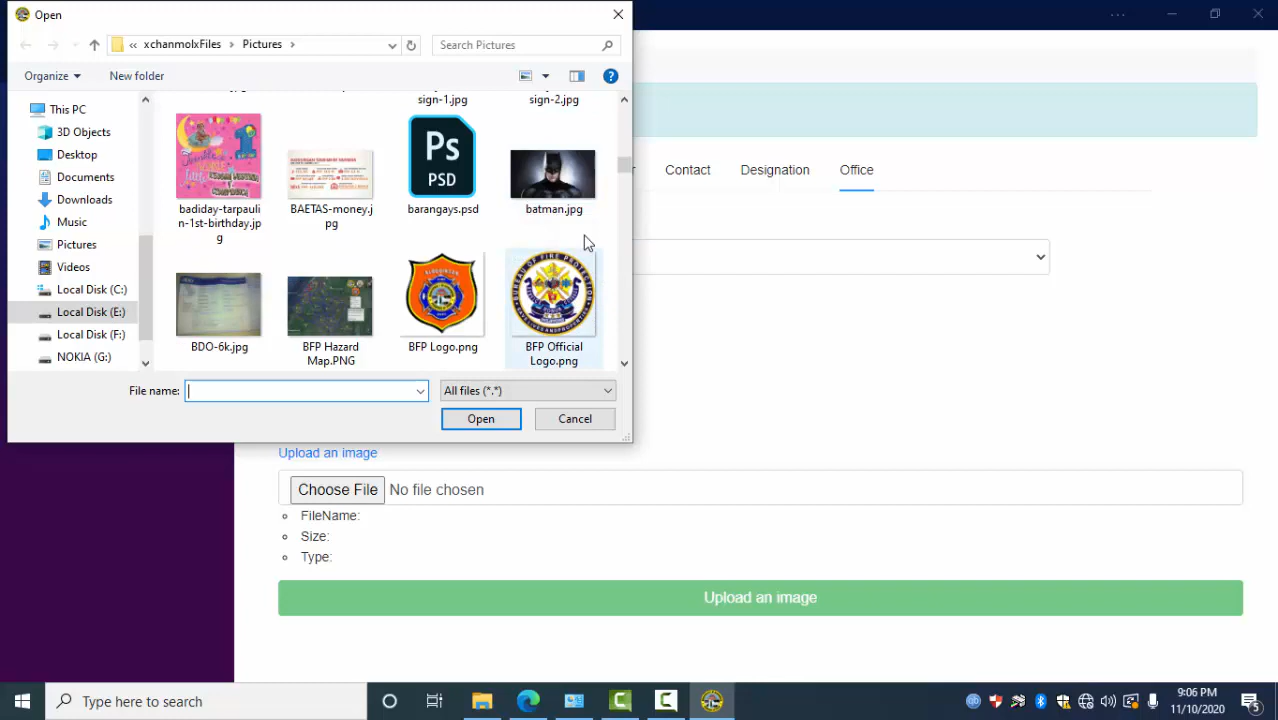 Open
« xchanmolxFiles › Pictures ›
Search Pictures
Organize
New folder
This PC
3D Objects
Desktop
Documents
Downloads
Music
Pictures
Videos
Local Disk (C:)
Local Disk (E:)
Local Disk (F:)
NOKIA (G:)
sign-1.jpg
sign-2.jpg
Ps
PSD
badiday-tarpauli
n-1st-birthday.jp
g
BAETAS-money.j
pg
barangays.psd
batman.jpg
BDO-6k.jpg
BFP Hazard
Map.PNG
BFP Logo.png
BFP Official
Logo.png
File name:
All files (*.*)
Open
Cancel
Contact
Designation
Office
Upload an image
Choose File
No file chosen
FileName:
Size:
Type:
Upload an image
Type here to search
9:06 PM
11/10/2020
5